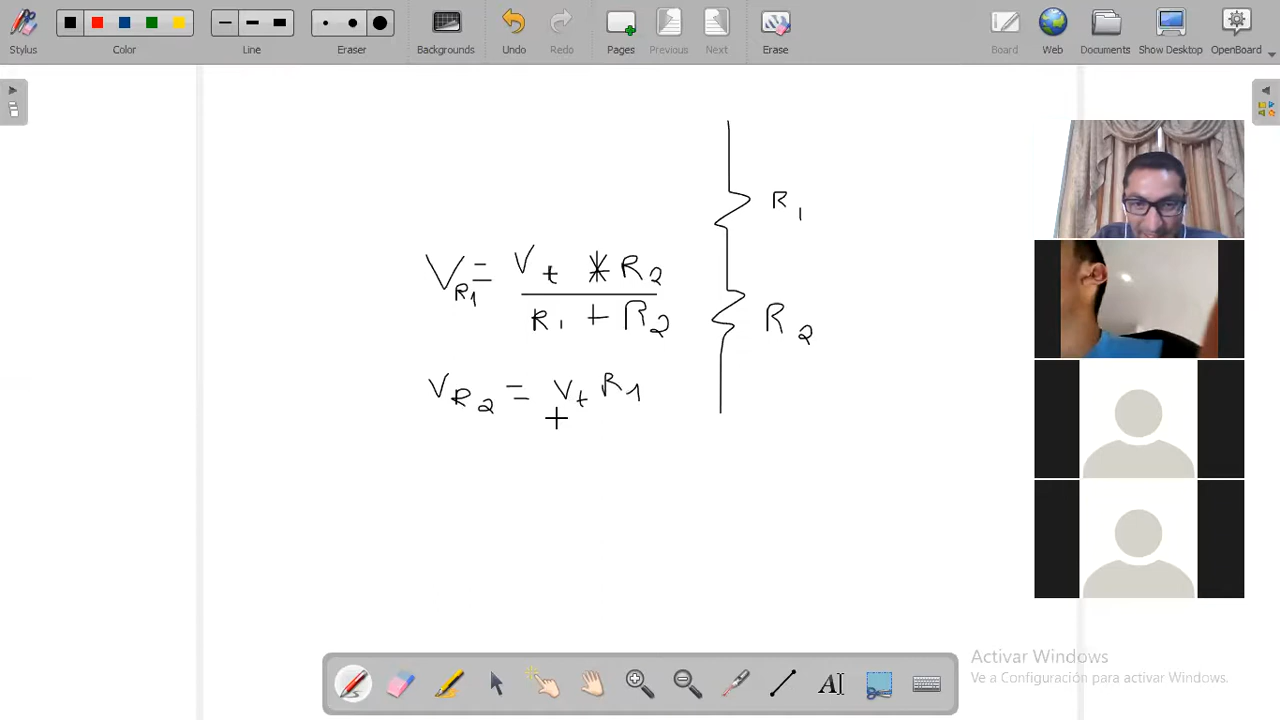 Stylus
Color
Line
Eraser
Backgrounds
Undo
Redo
Pages
Previous
Next
Erase
Board
Web
Documents
Show Desktop
OpenBoard
R1
VR1 = Vt * R2
R1 + R2
R2
VR2 = Vt R1
AI
Activar Windows
Ve a Configuración para activar Windows.